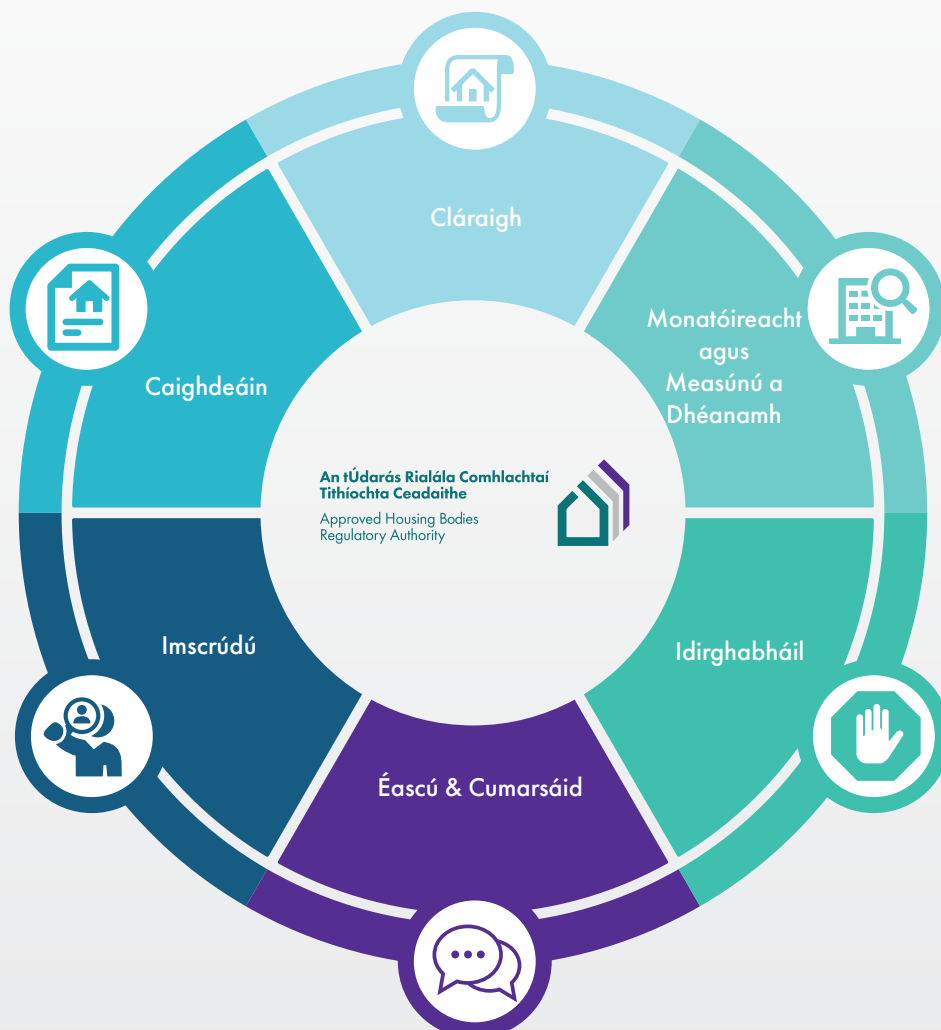 Cláraigh
Monatóireacht
agus
Measúnú a
Dhéanamh
Caighdeáin
An tÚdarás Rialála Comhlachtaí
Tithíochta Ceadaithe
Approved Housing Bodies
Regulatory Authority
Imscrúdú
Idirghabháil
Éascú & Cumarsáid